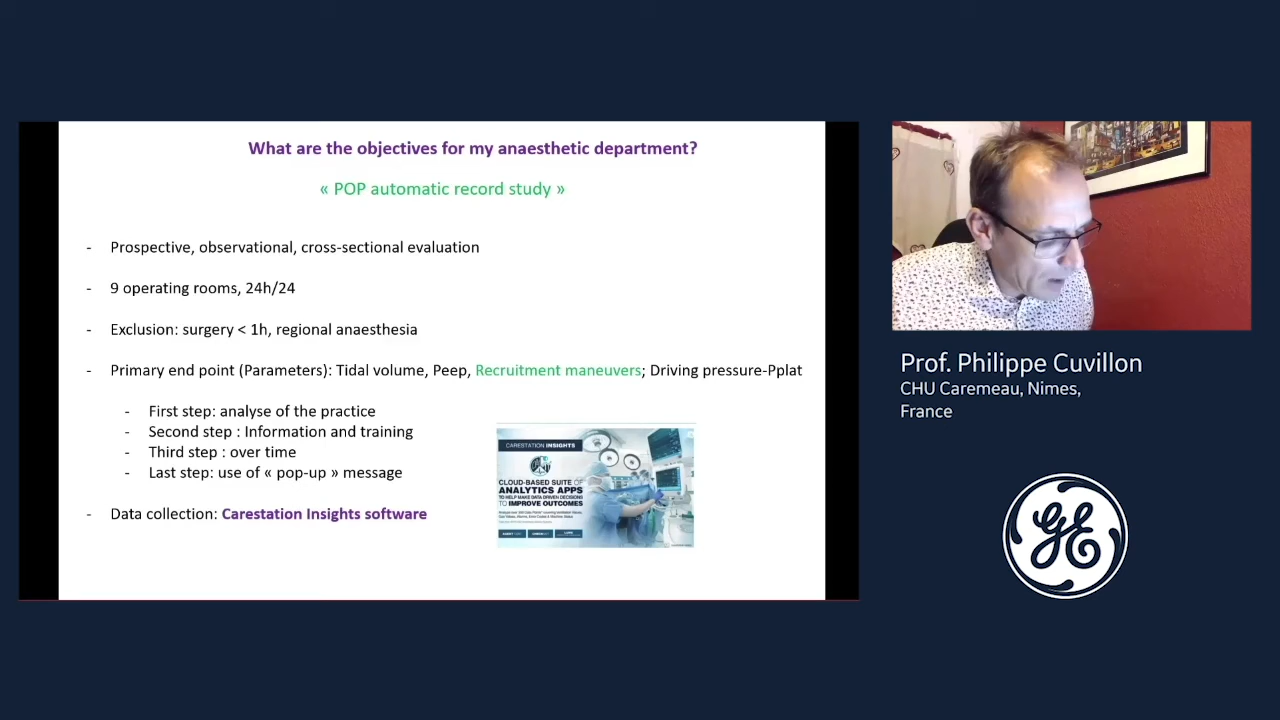 What are the objectives for my anaesthetic department?
« POP automatic record study »
- Prospective, observational, cross-sectional evaluation
- 9 operating rooms, 24h/24
- Exclusion: surgery < 1h, regional anaesthesia
- Primary end point (Parameters): Tidal volume, Peep, Recruitment maneuvers; Driving pressure-Pplat
- First step: analyse of the practice
- Second step : Information and training
- Third step : over time
- Last step: use of « pop-up » message
- Data collection: Carestation Insights software
CARESTATION INSIGHTS
CLOUD-BASED SUITE OF
ANALYTICS APPS
TO HELP MAKE DATA DRIVEN DECISIONS
TO IMPROVE OUTCOMES
Prof. Philippe Cuvillon
CHU Caremeau, Nimes,
France
GE